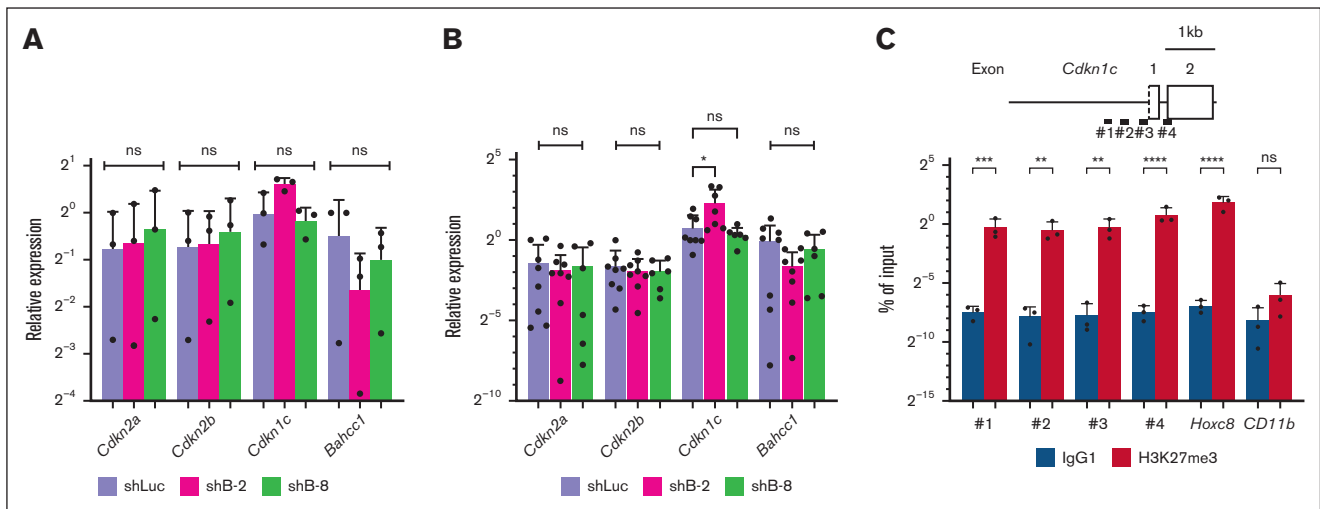 A
ns
ns
ns
ns
Relative expression
2^1
2^0
2^-1
2^-2
2^-3
2^-4
Cdkn2a
Cdkn2b
Cdkn1c
Bahcc1
shLuc
shB-2
shB-8
B
ns
ns
ns
ns
*
Relative expression
2^5
2^0
2^-5
2^-10
Cdkn2a
Cdkn2b
Cdkn1c
Bahcc1
shLuc
shB-2
shB-8
C
1kb
Exon
Cdkn1c
1
2
#1#2#3 #4
*** ** ** **** **** ns
% of input
2^5
2^0
2^-5
2^-10
2^-15
#1
#2
#3
#4
Hoxc8
CD11b
IgG1
H3K27me3